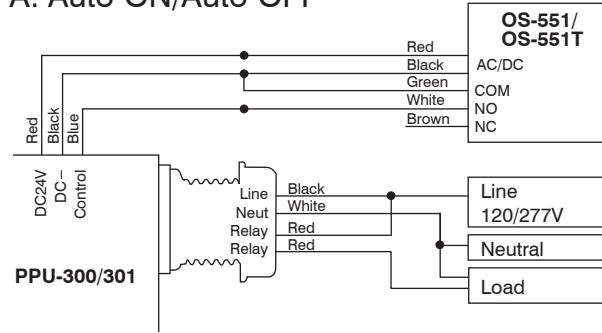 A. Auto ON/Auto OFF
OS-551/
OS-551T
Red
Black
AC/DC
Green
COM
White
NO
Brown
NC
Red
Black
Blue
DC24V
DC–
Control
PPU-300/301
Line
Black
Neut
White
Relay
Red
Relay
Red
Line
120/277V
Neutral
Load